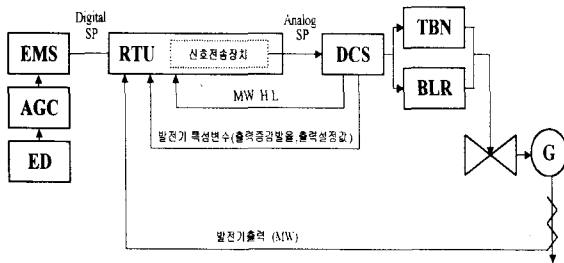 Digital
SP
Analog
SP
EMS
RTU
신호전송장치
DCS
TBN
BLR
AGC
ED
MW H L
발전기 특성변수(출력증감발율,출력설정값)
G
발전기출력 (MW)